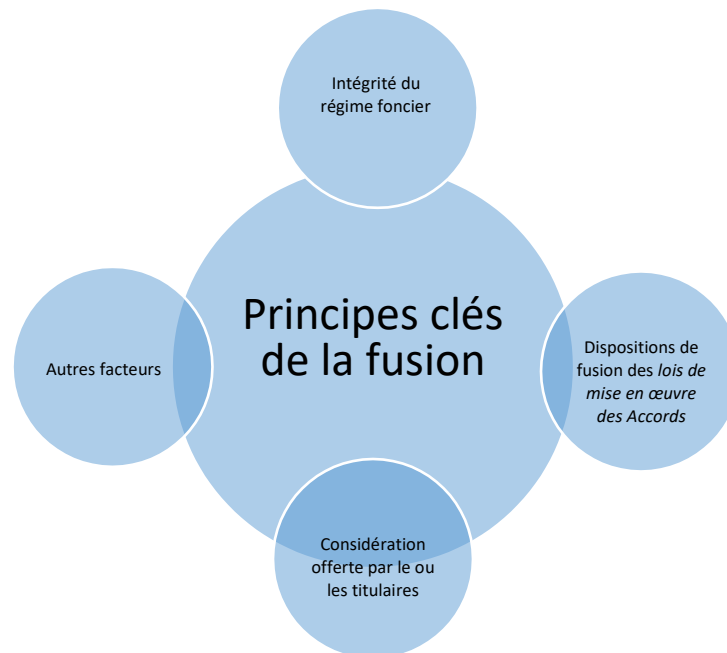 Intégrité du
régime foncier
Principes clés
de la fusion
Autres facteurs
Dispositions de
fusion des lois de
mise en œuvre
des Accords
Considération
offerte par le ou
les titulaires